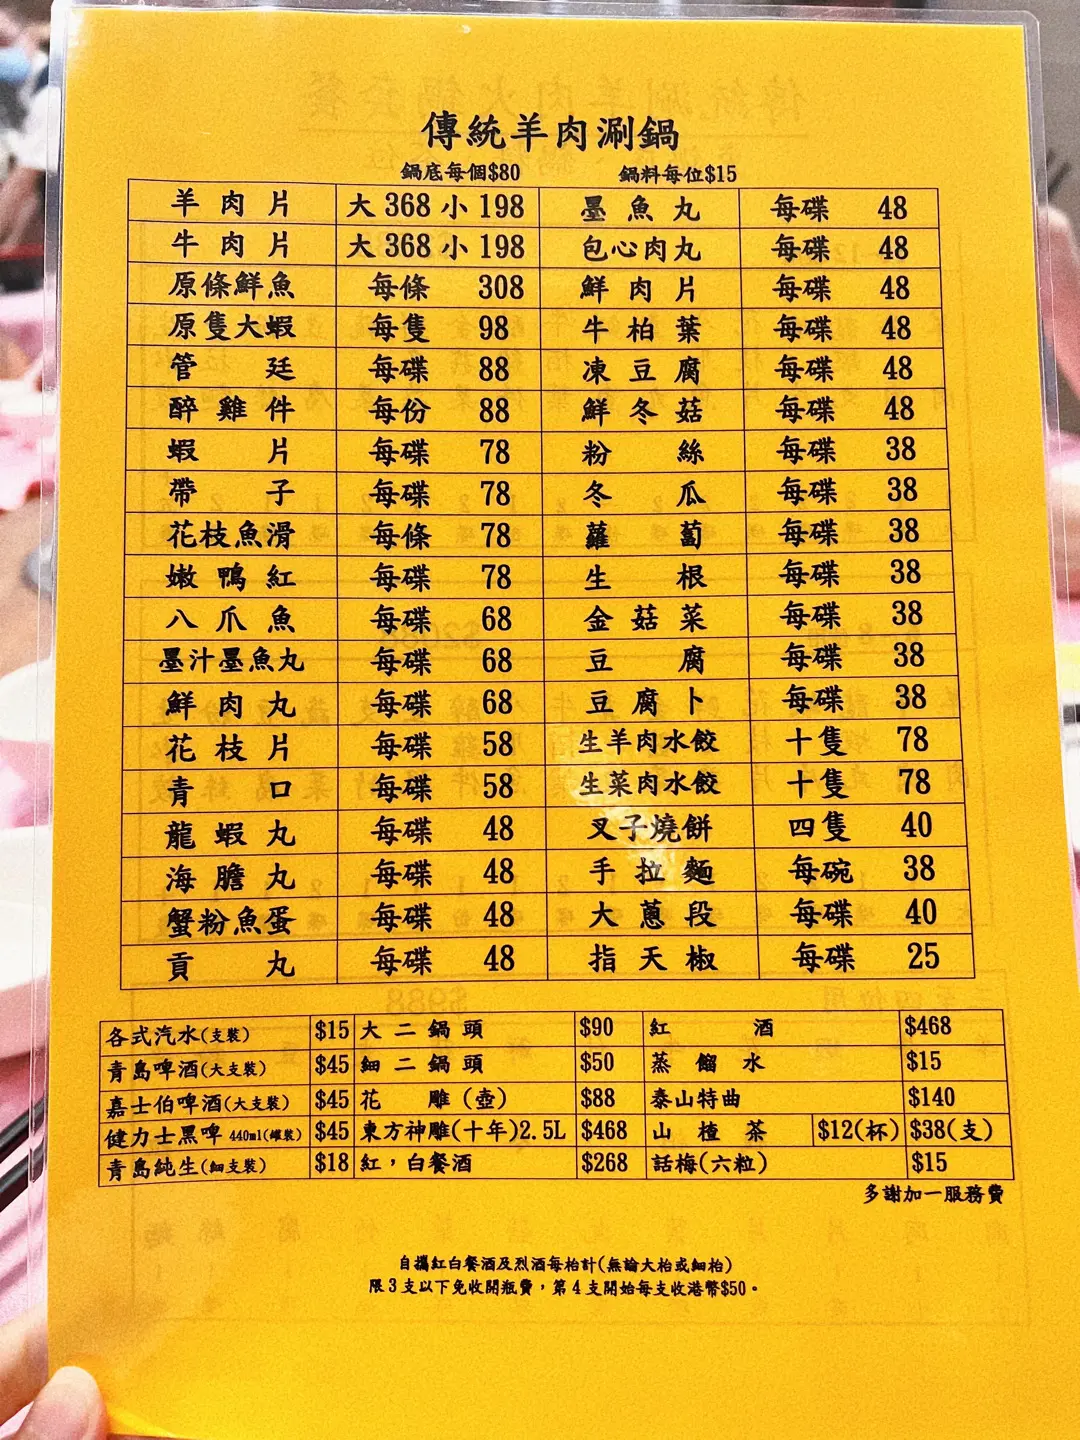 傳統羊肉涮鍋
鍋底每個$80 鍋料每位$15
羊肉片 大 368 小 198 墨魚丸 每碟 48
牛肉片 大 368 小 198 包心肉丸 每碟 48
原條鮮魚 每條 308 鮮肉片 每碟 48
原隻大蝦 每隻 98 牛柏葉 每碟 48
管廷 每碟 88 凍豆腐 每碟 48
醉雞件 每份 88 鮮冬菇 每碟 48
蝦片 每碟 78 粉絲 每碟 38
帶子 每碟 78 冬瓜 每碟 38
花枝魚滑 每條 78 蘿蔔 每碟 38
嫩鴨紅 每碟 78 生根 每碟 38
八爪魚 每碟 68 金菇菜 每碟 38
墨汁墨魚丸 每碟 68 豆腐 每碟 38
鮮肉丸 每碟 68 豆腐卜 每碟 38
花枝片 每碟 58 生羊肉水餃 十隻 78
青口 每碟 58 生菜肉水餃 十隻 78
龍蝦丸 每碟 48 叉子燒餅 四隻 40
海膽丸 每碟 48 手拉麵 每碗 38
蟹粉魚蛋 每碟 48 大蔥段 每碟 40
貢丸 每碟 48 指天椒 每碟 25
各式汽水(支裝) $15 大二鍋頭 $90 紅酒 $468
青島啤酒(大支裝) $45 細二鍋頭 $50 蒸餾水 $15
嘉士伯啤酒(大支裝) $45 花雕(壺) $88 泰山特曲 $140
健力士黑啤 440ml(罐裝) $45 東方神雕(十年)2.5L $468 山楂茶 $12(杯) $38(支)
青島純生(細支裝) $18 紅，白餐酒 $268 話梅(六粒) $15
多謝加一服務費
自攜紅白餐酒及烈酒每枱計(無論大枱或細枱)
限3支以下免收開瓶費，第4支開始每支收港幣$50。